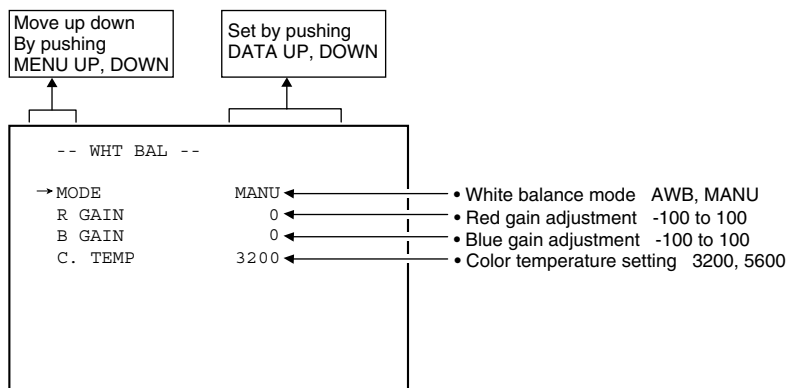 Move up down
By pushing
MENU UP, DOWN
Set by pushing
DATA UP, DOWN
-- WHT BAL --
→MODE MANU • White balance mode AWB, MANU
R GAIN 0 • Red gain adjustment -100 to 100
B GAIN 0 • Blue gain adjustment -100 to 100
C. TEMP 3200 • Color temperature setting 3200, 5600